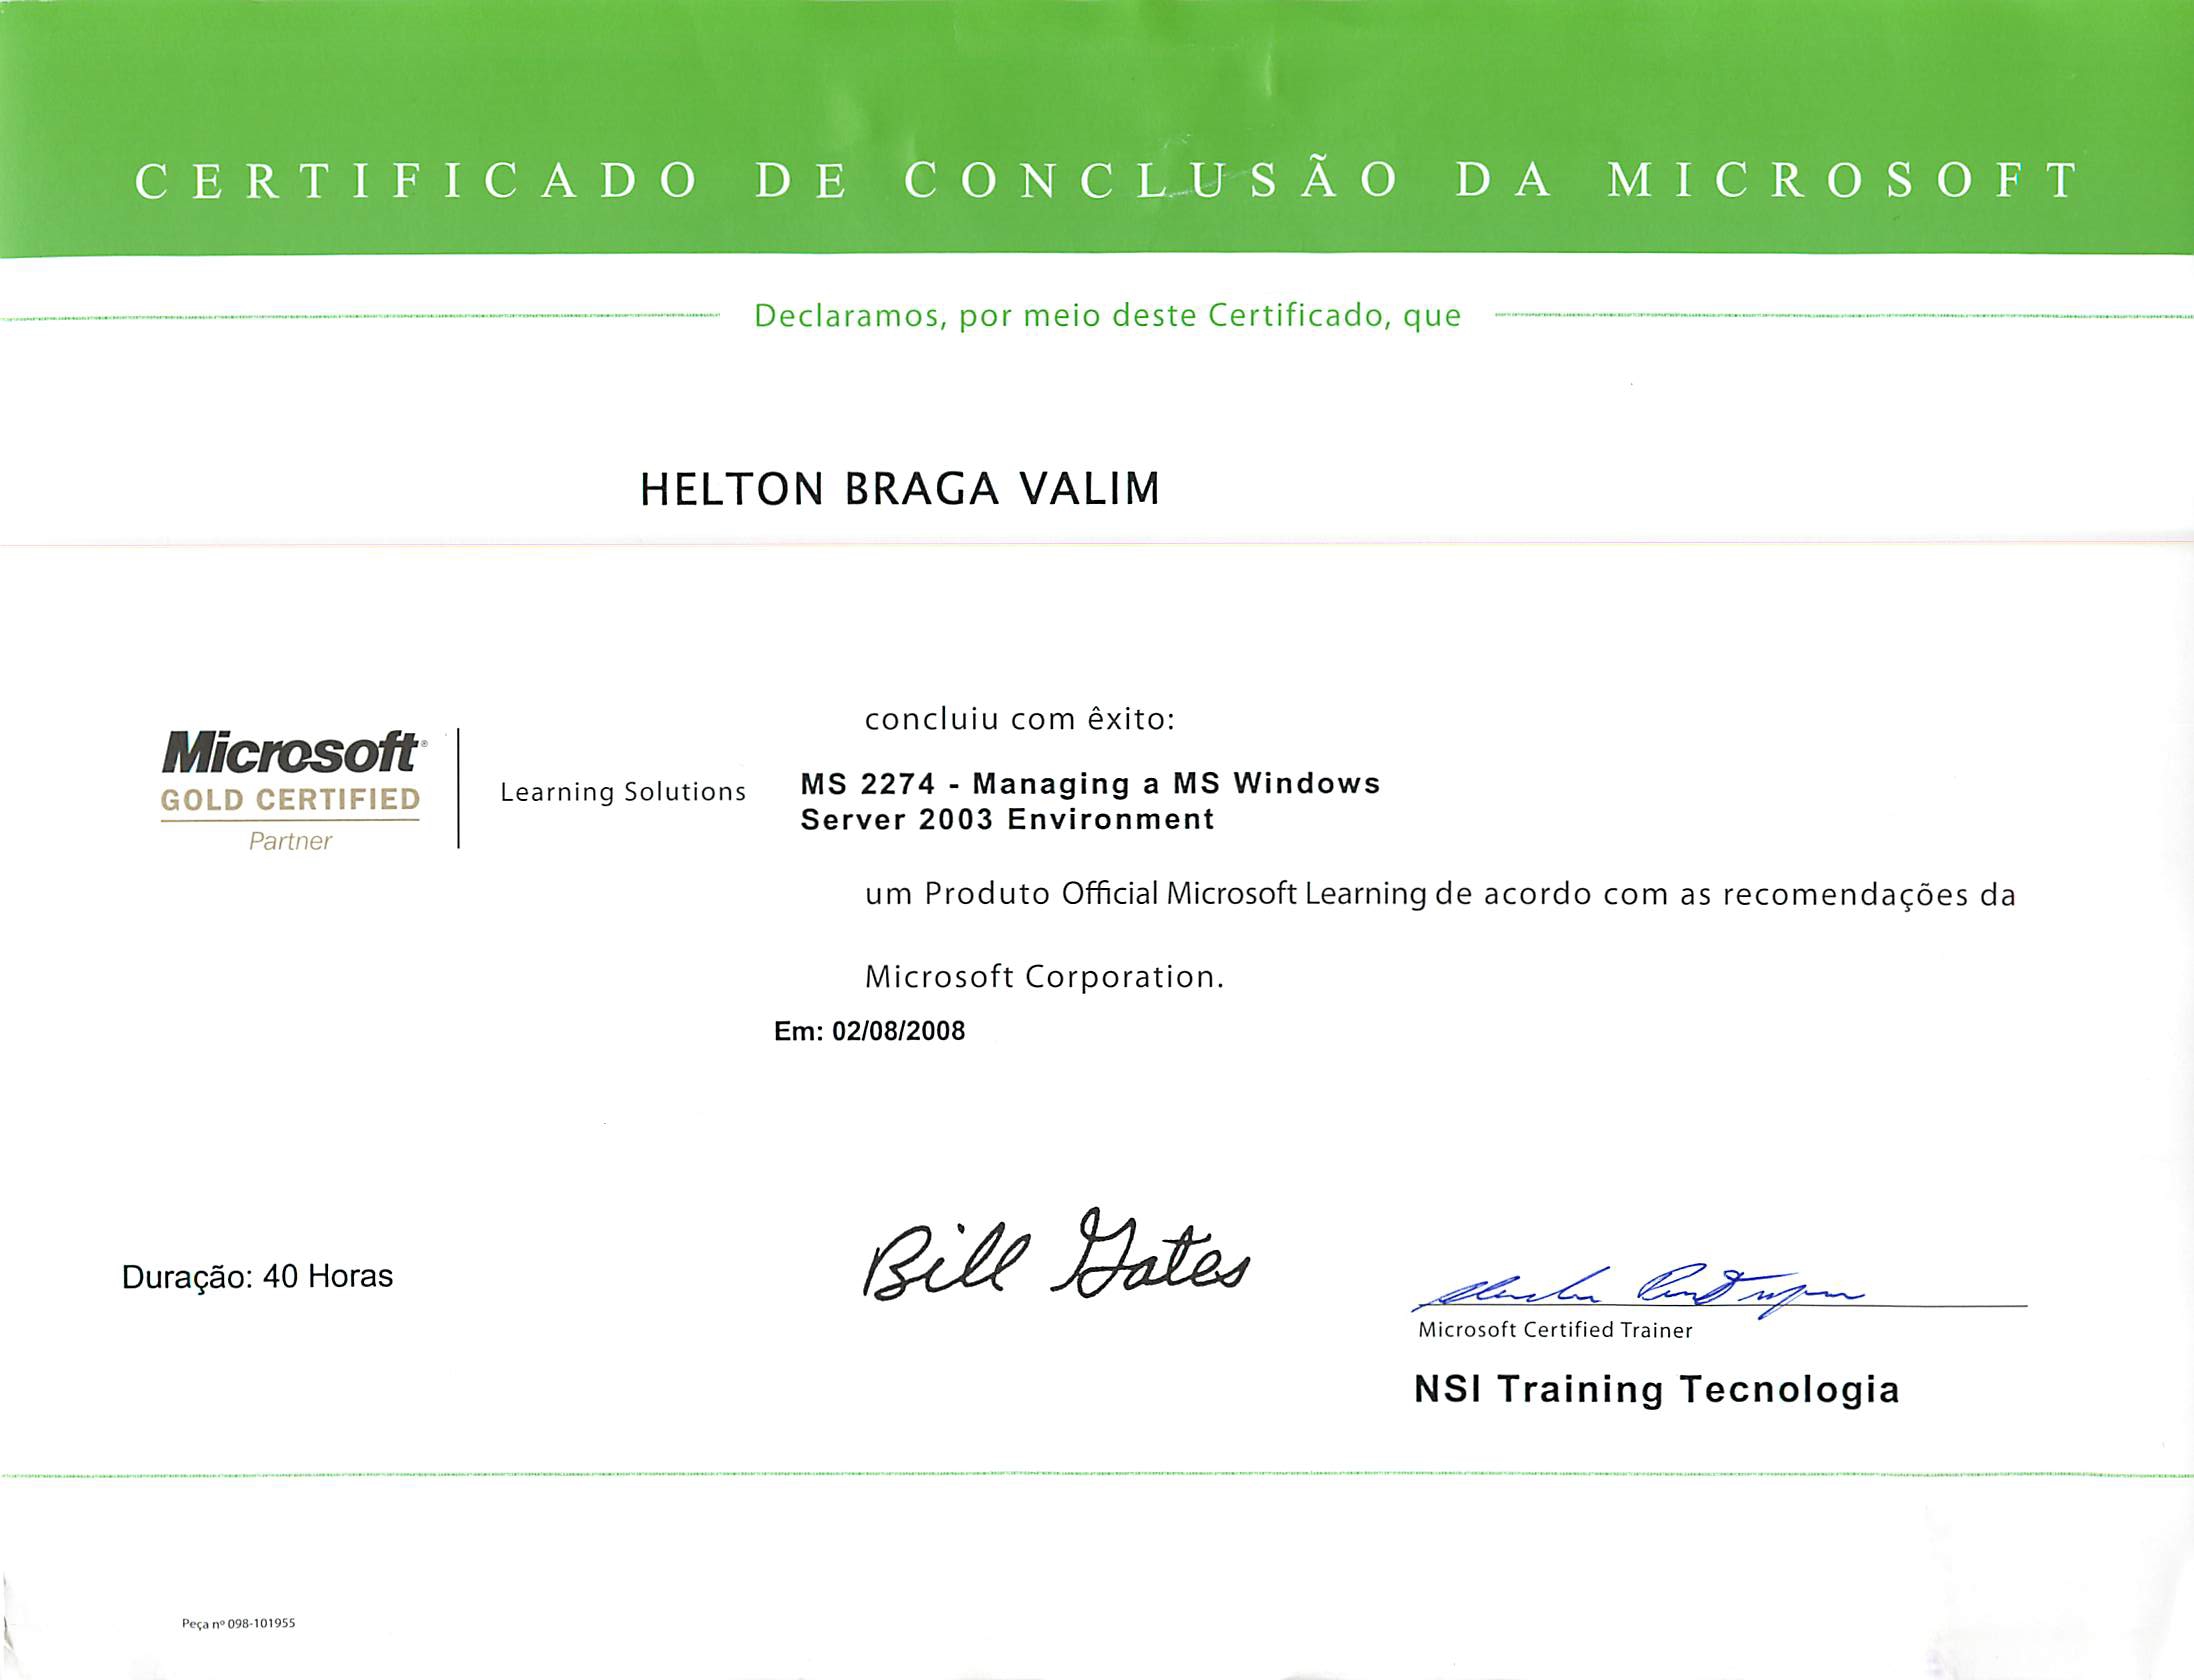 CERTIFICADO DE CONCLUSÃO DA MICROSOFT
Declaramos, por meio deste Certificado, que
HELTON BRAGA VALIM
concluiu com êxito:
Microsoft®
GOLD CERTIFIED
Partner
Learning Solutions
MS 2274 - Managing a MS Windows
Server 2003 Environment
um Produto Official Microsoft Learning de acordo com as recomendações da
Microsoft Corporation.
Em: 02/08/2008
Duração: 40 Horas
Bill Gates
Microsoft Certified Trainer
NSI Training Tecnologia
Peça nº 098-101955